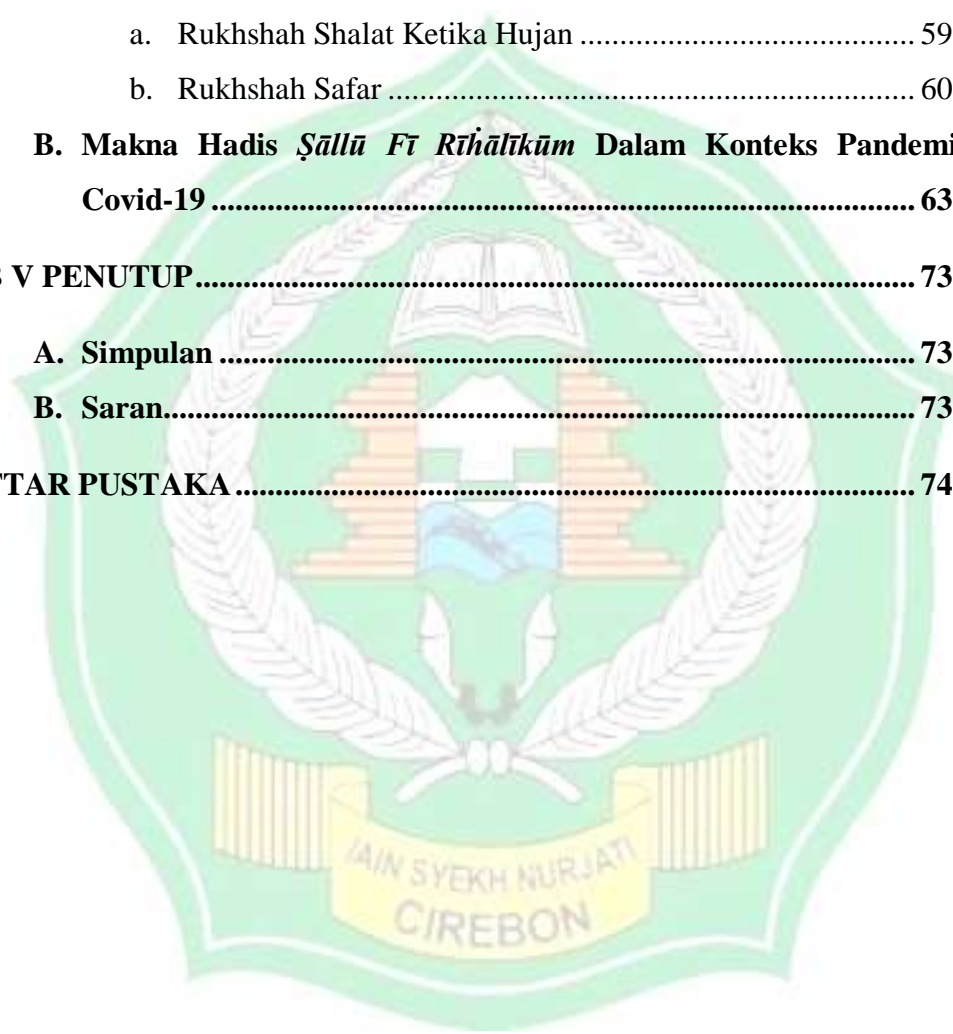 a. Rukhshah Shalat Ketika Hujan .......................................... 59
b. Rukhshah Safar .................................................................. 60
B. Makna Hadis Ṣāllū Fī Rīḣālīkūm Dalam Konteks Pandemi
Covid-19 ........................................................................................ 63
B V PENUTUP .......................................................................................... 73
A. Simpulan ....................................................................................... 73
B. Saran.............................................................................................. 73
FTAR PUSTAKA ..................................................................................... 74
IAIN SYEKH NURJATI
CIREBON